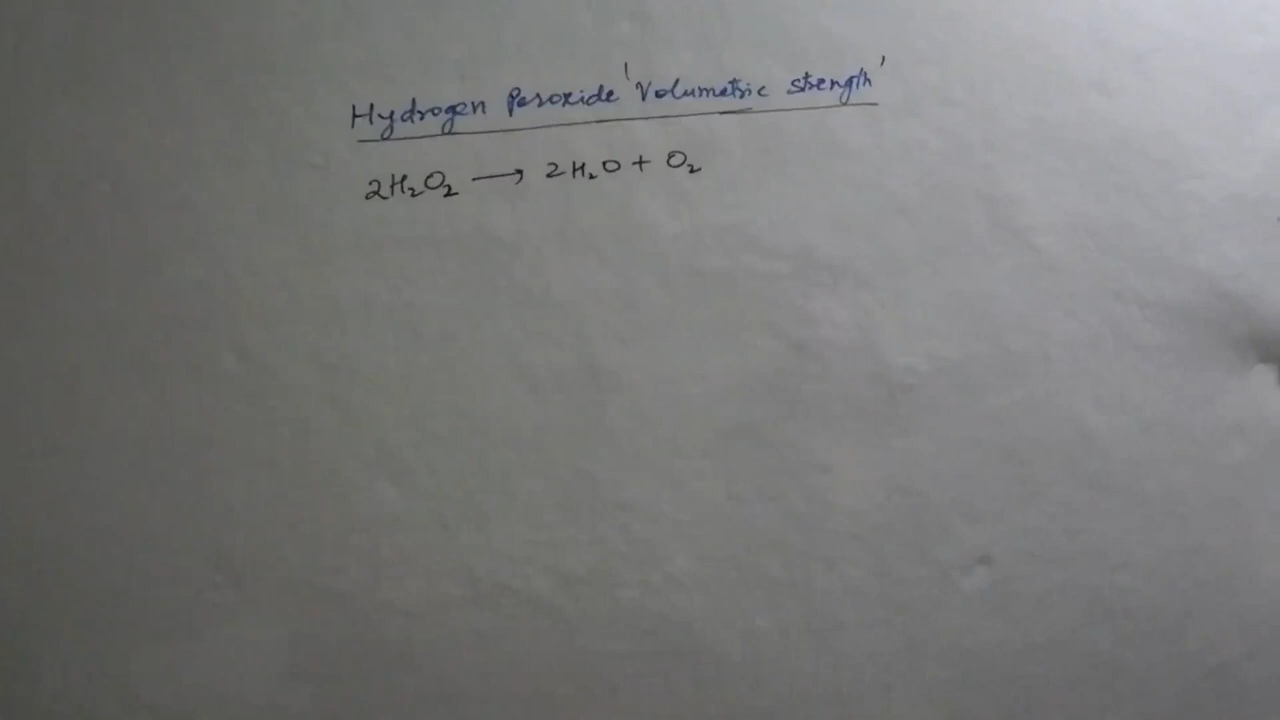 Hydrogen Peroxide 'Volumetric strength'
2H₂O₂ ⟶ 2H₂O + O₂